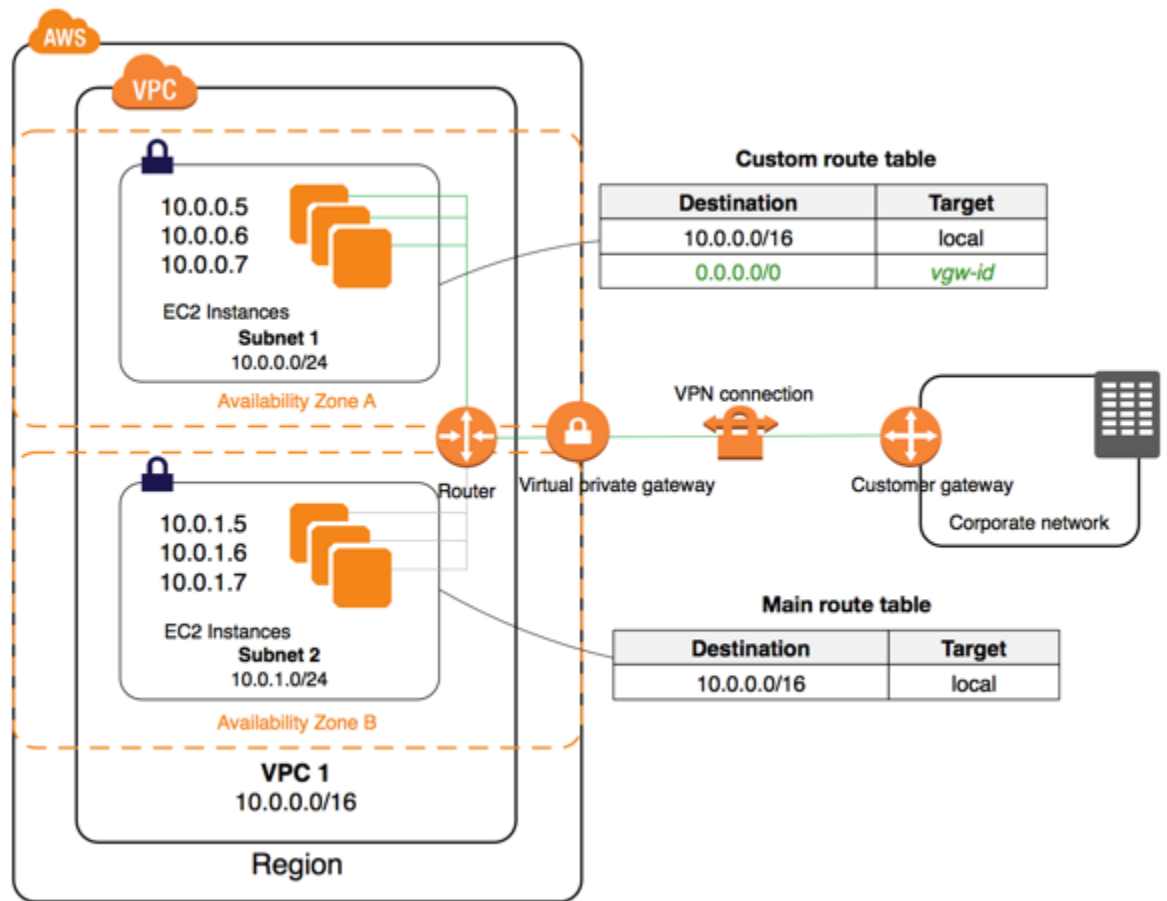 AWS
VPC
10.0.0.5
10.0.0.6
10.0.0.7
EC2 Instances
Subnet 1
10.0.0.0/24
Availability Zone A
Custom route table
Destination Target
10.0.0.0/16 local
0.0.0.0/0 vgw-id
Router
Virtual private gateway
VPN connection
Customer gateway
Corporate network
10.0.1.5
10.0.1.6
10.0.1.7
EC2 Instances
Subnet 2
10.0.1.0/24
Availability Zone B
Main route table
Destination Target
10.0.0.0/16 local
VPC 1
10.0.0.0/16
Region